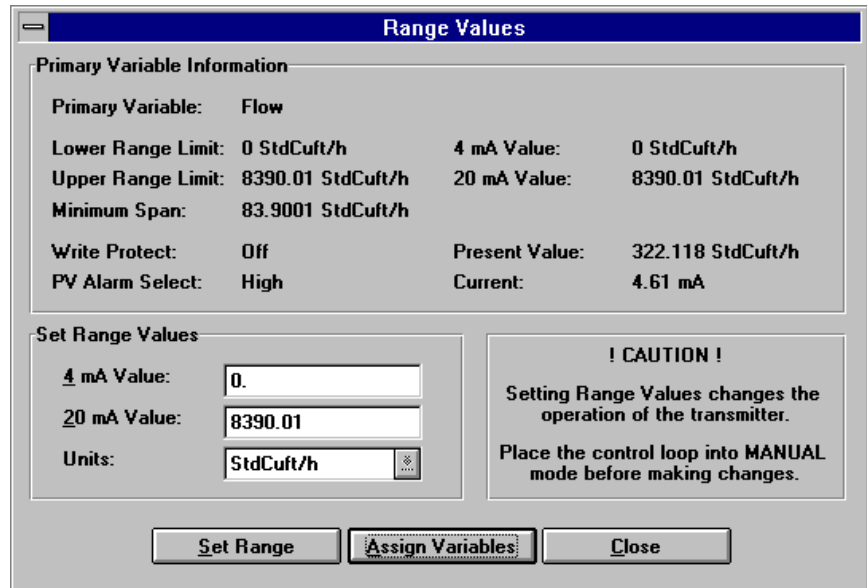 Range Values
Primary Variable Information
Primary Variable: Flow
Lower Range Limit: 0 StdCuft/h 4 mA Value: 0 StdCuft/h
Upper Range Limit: 8390.01 StdCuft/h 20 mA Value: 8390.01 StdCuft/h
Minimum Span: 83.9001 StdCuft/h
Write Protect: Off Present Value: 322.118 StdCuft/h
PV Alarm Select: High Current: 4.61 mA
Set Range Values
4 mA Value: 0.
20 mA Value: 8390.01
Units: StdCuft/h
! CAUTION !
Setting Range Values changes the
operation of the transmitter.
Place the control loop into MANUAL
mode before making changes.
Set Range Assign Variables Close